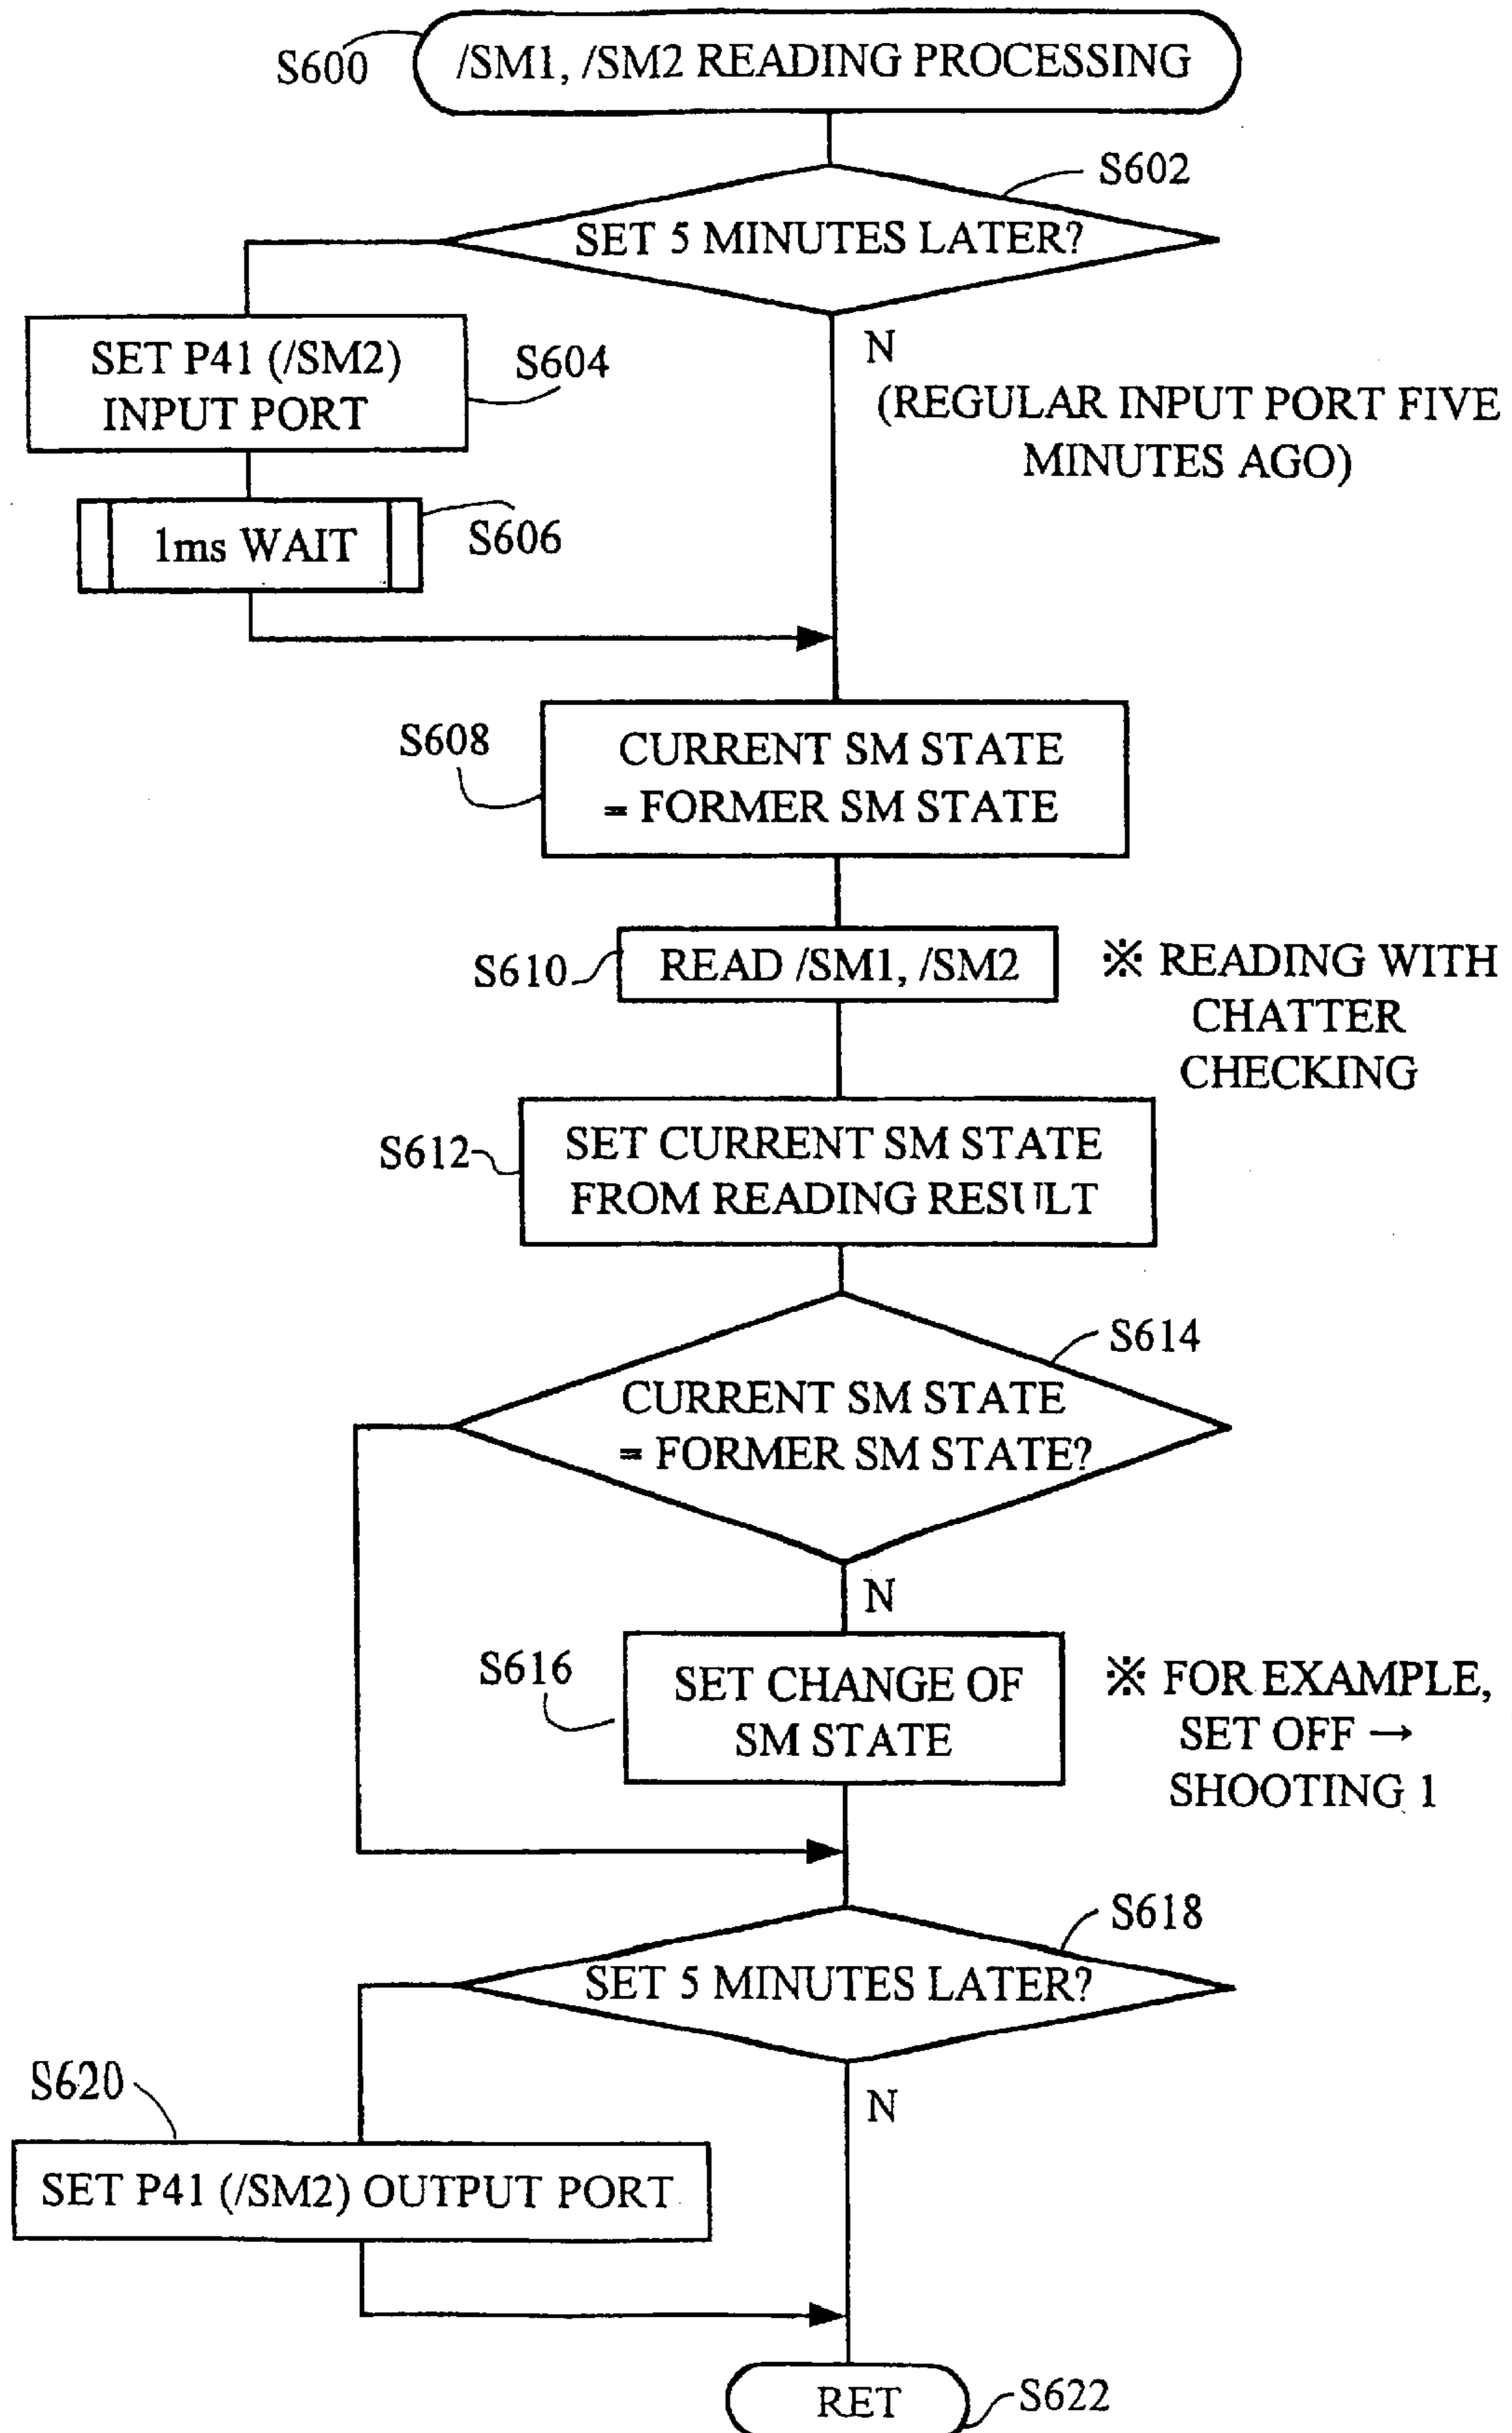 S600
/SM1, /SM2 READING PROCESSING
S602
SET 5 MINUTES LATER?
N
(REGULAR INPUT PORT FIVE
MINUTES AGO)
SET P41 (/SM2)
INPUT PORT
S604
1ms WAIT
S606
S608
CURRENT SM STATE
= FORMER SM STATE
S610
READ /SM1, /SM2
※ READING WITH
CHATTER
CHECKING
S612
SET CURRENT SM STATE
FROM READING RESULT
S614
CURRENT SM STATE
= FORMER SM STATE?
N
S616
SET CHANGE OF
SM STATE
※ FOR EXAMPLE,
SET OFF →
SHOOTING 1
S618
SET 5 MINUTES LATER?
N
S620
SET P41 (/SM2) OUTPUT PORT
RET
S622